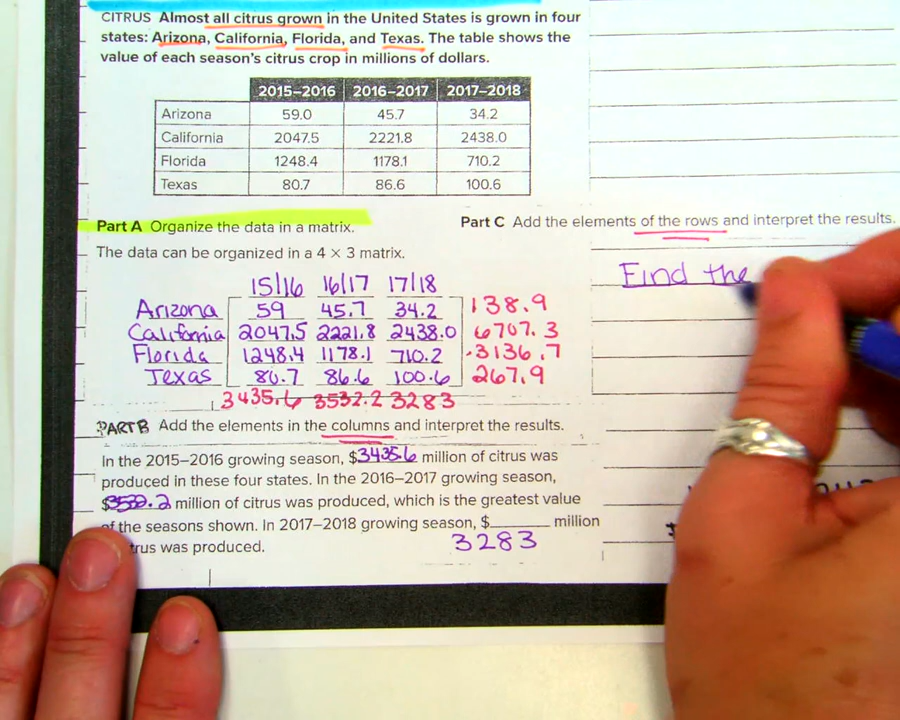 CITRUS Almost all citrus grown in the United States is grown in four
states: Arizona, California, Florida, and Texas. The table shows the
value of each season's citrus crop in millions of dollars.
2015–2016 2016–2017 2017–2018
Arizona 59.0 45.7 34.2
California 2047.5 2221.8 2438.0
Florida 1248.4 1178.1 710.2
Texas 80.7 86.6 100.6
Part A Organize the data in a matrix.
The data can be organized in a 4 × 3 matrix.
15/16 16/17 17/18
Arizona 59 45.7 34.2 138.9
California 2047.5 2221.8 2438.0 6707.3
Florida 1248.4 1178.1 710.2 3136.7
Texas 80.7 86.6 100.6 267.9
3435.6 3532.2 3283
PART B Add the elements in the columns and interpret the results.
In the 2015–2016 growing season, $3435.6 million of citrus was
produced in these four states. In the 2016–2017 growing season,
$3532.2 million of citrus was produced, which is the greatest value
of the seasons shown. In 2017–2018 growing season, $______ million
trus was produced. 3283
Part C Add the elements of the rows and interpret the results.
Find the